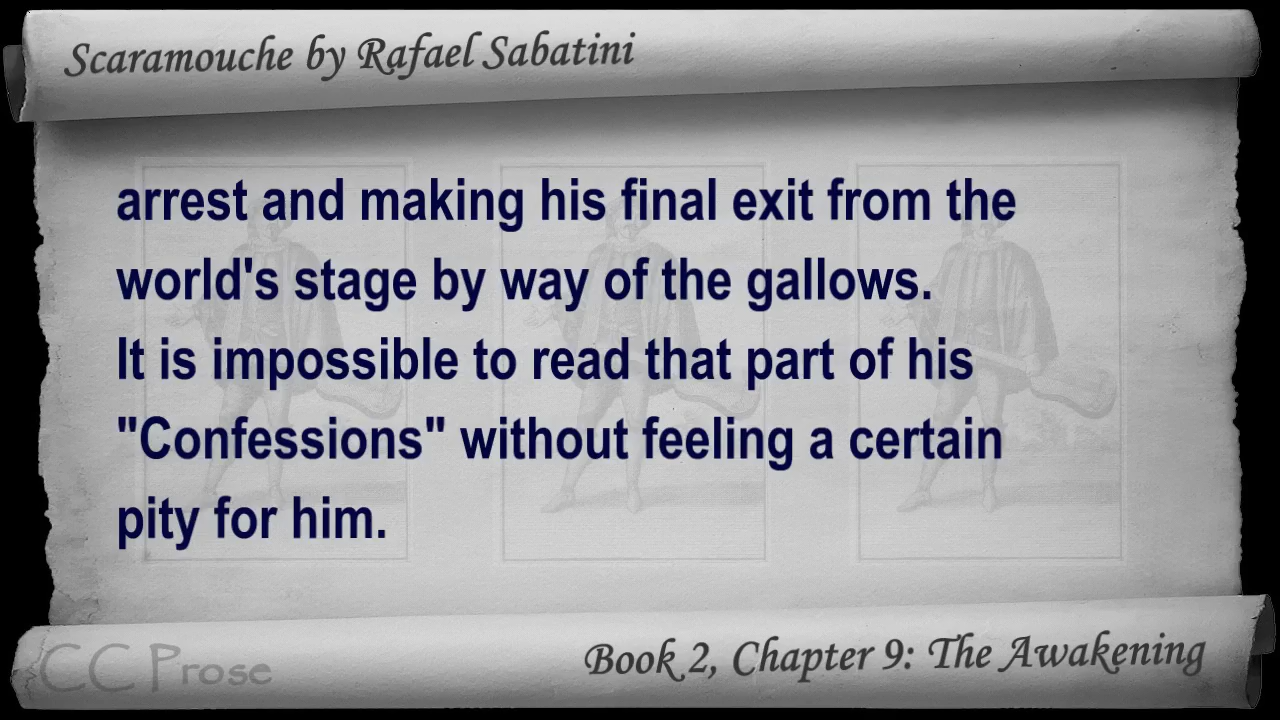 Scaramouche by Rafael Sabatini
arrest and making his final exit from the
world's stage by way of the gallows.
It is impossible to read that part of his
"Confessions" without feeling a certain
pity for him.
CC Prose
Book 2, Chapter 9: The Awakening